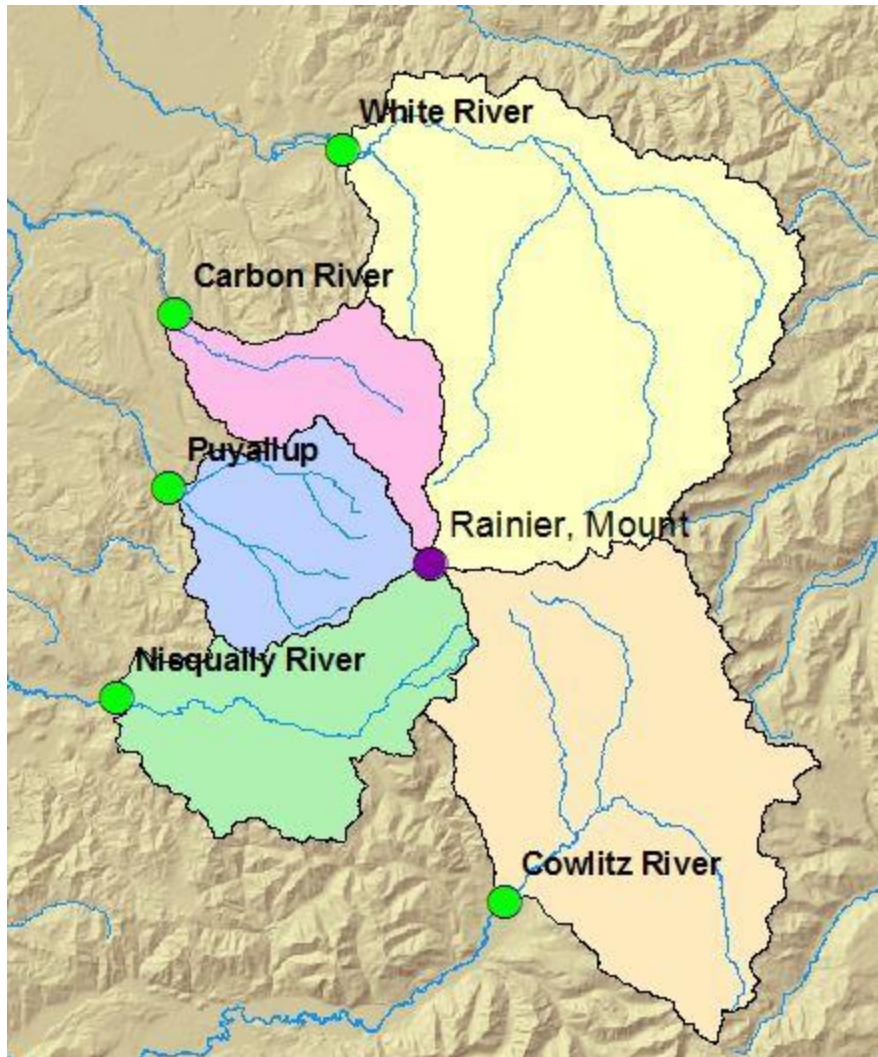 White River
Carbon River
Puyallup
Rainier, Mount
Nisqually River
Cowlitz River